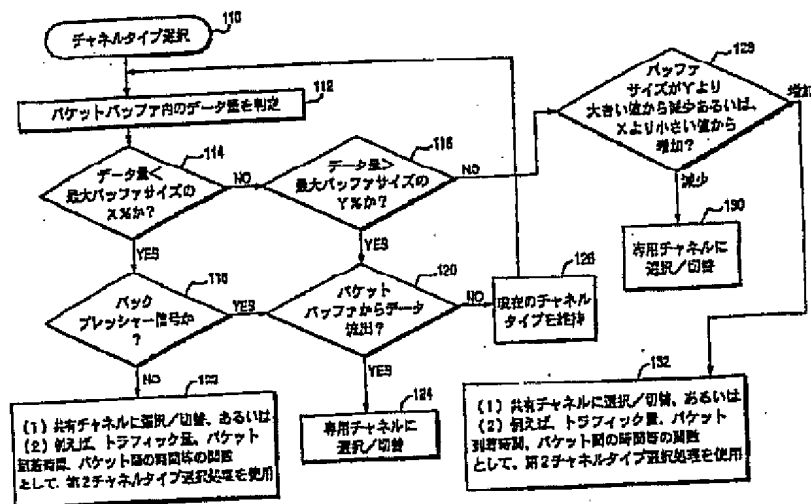 110
チャネルタイプ選択
112
パケットバッファ内のデータ量を判定
114
データ量<
最大バッファサイズの
X%か?
NO
YES
データ量>
最大バッファサイズの
Y%か?
NO
YES
129
バッファ
サイズがYより
大きい値から減少あるいは、
Xより小さい値から
増加?
増加
減少
専用チャネルに
選択/切替
バック
プレッシャー信号か
?
YES
NO
120
パケット
バッファからデータ
流出?
NO
YES
現在のチャネル
タイプを維持
(1) 共有チャネルに選択/切替、あるいは
(2) 例えば、トラフィック量、パケット
到着時間、パケット間の時間等の関数
として、第2チャネルタイプ選択処理を使用
124
専用チャネルに
選択/切替
132
(1) 共有チャネルに選択/切替、あるいは
(2) 例えば、トラフィック量、パケット
到着時間、パケット間の時間等の関数
として、第2チャネルタイプ選択処理を使用